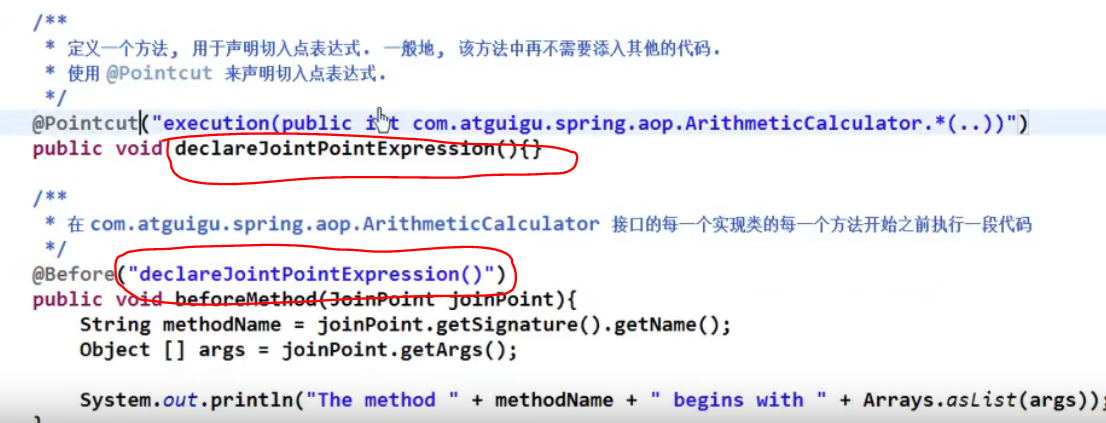 /**
 * 定义一个方法, 用于声明切入点表达式. 一般地, 该方法中再不需要添入其他的代码.
 * 使用 @Pointcut 来声明切入点表达式.
 */
@Pointcut("execution(public int com.atguigu.spring.aop.ArithmeticCalculator.*(..))")
public void declareJointPointExpression(){}
/**
 * 在 com.atguigu.spring.aop.ArithmeticCalculator 接口的每一个实现类的每一个方法开始之前执行一段代码
 */
@Before("declareJointPointExpression()")
public void beforeMethod(JoinPoint joinPoint){
    String methodName = joinPoint.getSignature().getName();
    Object [] args = joinPoint.getArgs();
    System.out.println("The method " + methodName + " begins with " + Arrays.asList(args));